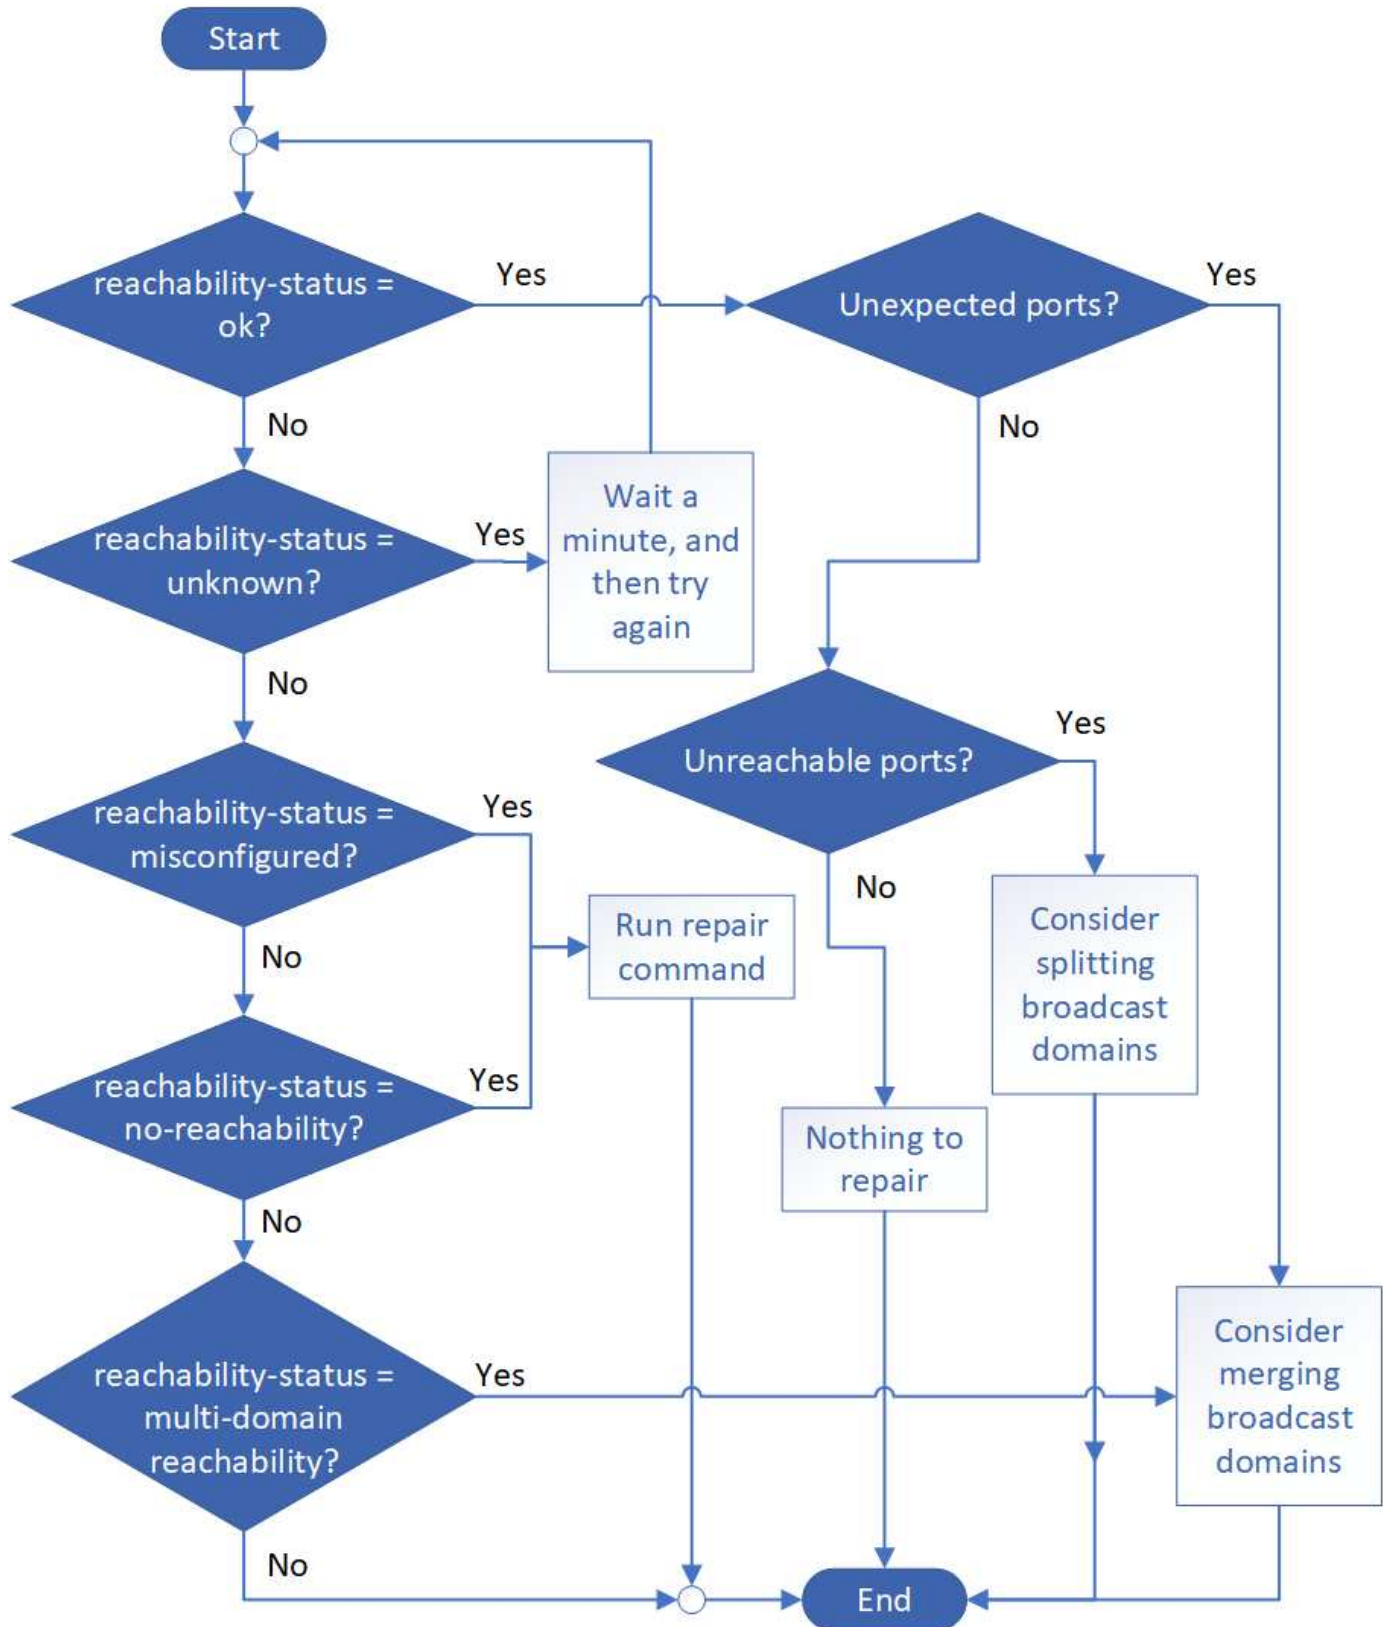 Start
reachability-status =
ok?
Yes
Unexpected ports?
Yes
No
No
reachability-status =
unknown?
Yes
Wait a
minute, and
then try
again
No
Unreachable ports?
Yes
reachability-status =
misconfigured?
Yes
No
Run repair
command
Consider
splitting
broadcast
domains
No
reachability-status =
no-reachability?
Yes
Nothing to
repair
No
reachability-status =
multi-domain
reachability?
Yes
Consider
merging
broadcast
domains
No
End